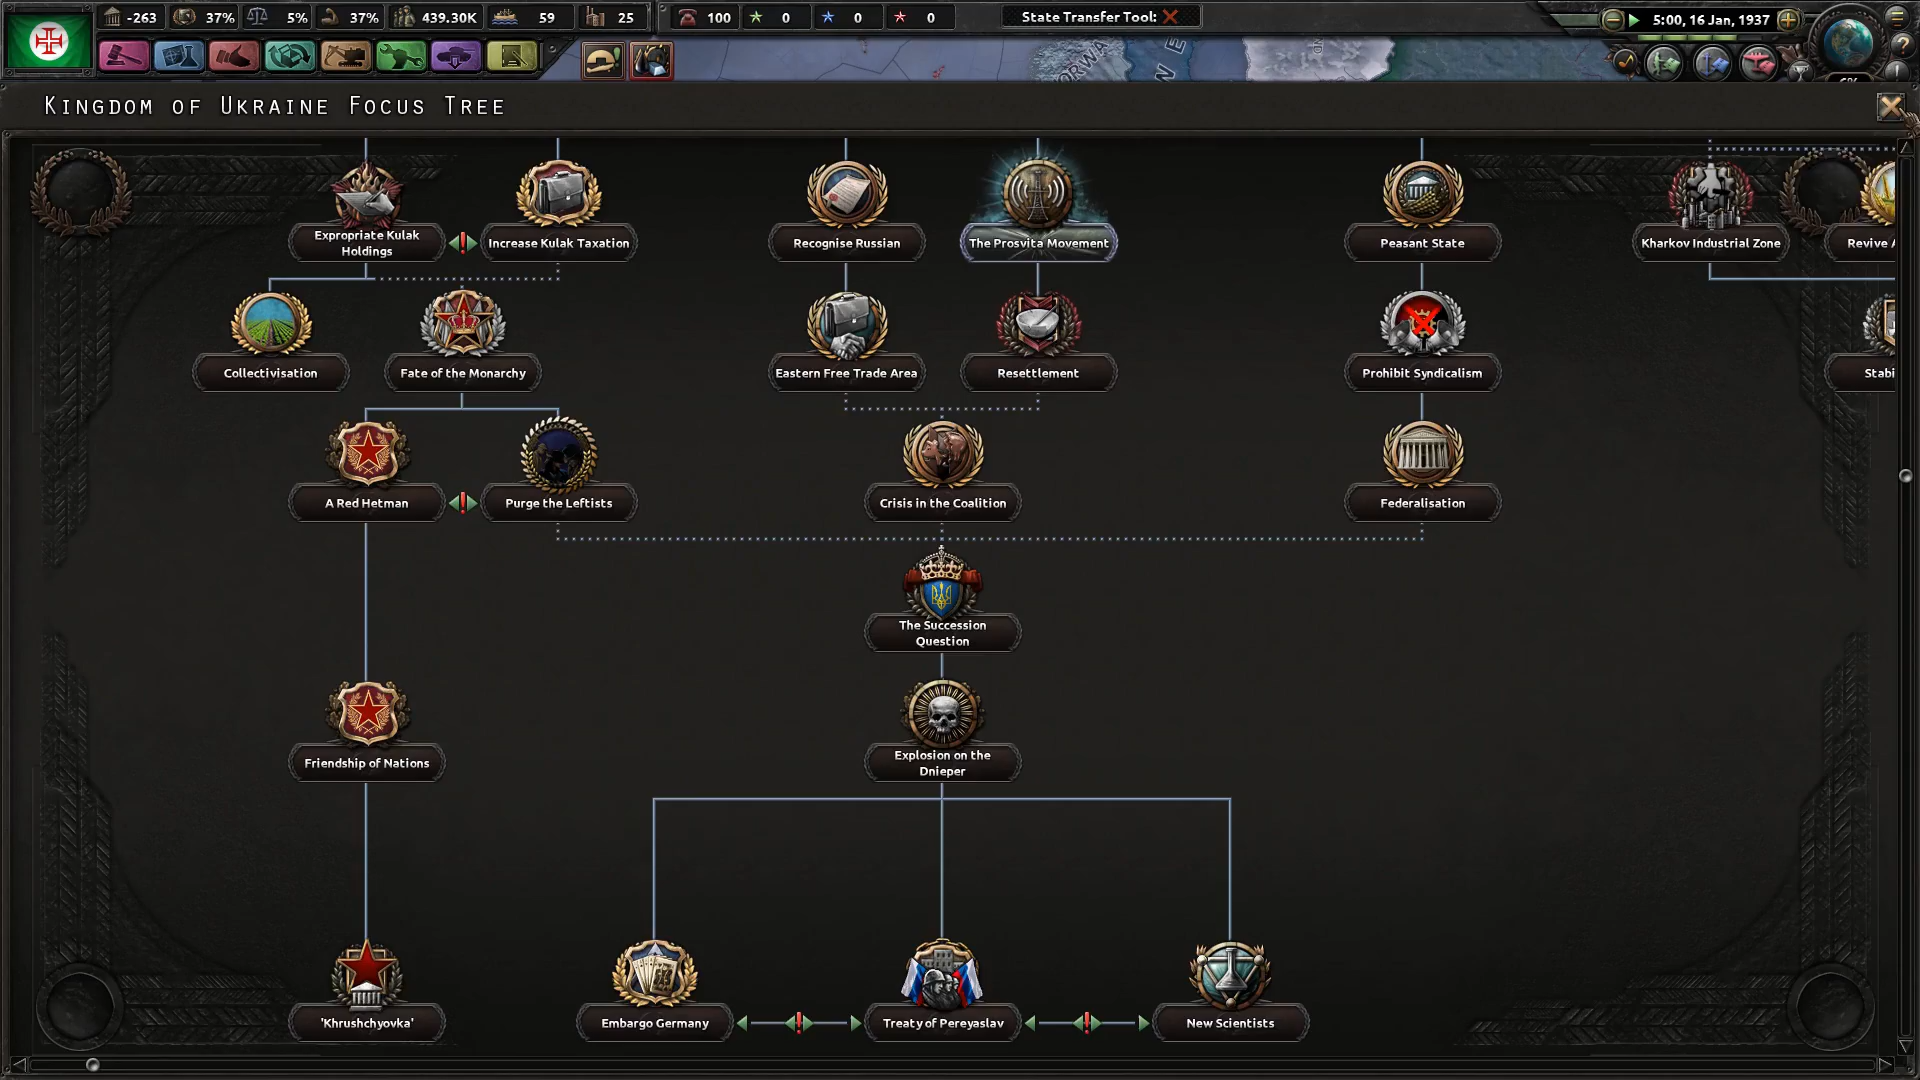 -263 37% 5% 37% 439.30K 59 25 100 0 0 0 State Transfer Tool: 5:00, 16 Jan, 1937
Kingdom of Ukraine Focus Tree
Expropriate Kulak
Holdings
Increase Kulak Taxation
Recognise Russian
The Prosvita Movement
Peasant State
Kharkov Industrial Zone
Revive A
Collectivisation
Fate of the Monarchy
Eastern Free Trade Area
Resettlement
Prohibit Syndicalism
Stabi
A Red Hetman
Purge the Leftists
Crisis in the Coalition
Federalisation
The Succession
Question
Friendship of Nations
Explosion on the
Dnieper
'Khrushchyovka'
Embargo Germany
Treaty of Pereyaslav
New Scientists